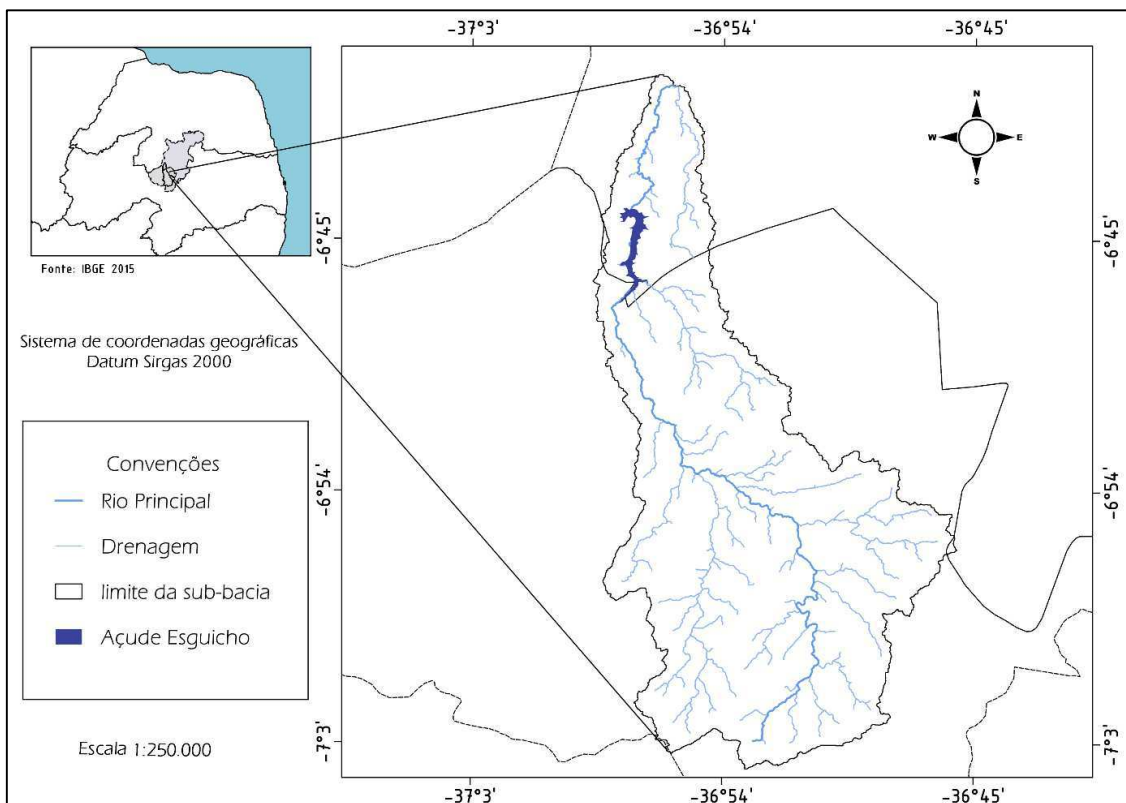 -37°3'
-36°54'
-36°45'
N
W
E
S
Fonte: IBGE 2015
Sistema de coordenadas geográficas
Datum Sirgas 2000
Convenções
Rio Principal
Drenagem
limite da sub-bacia
Açude Esguicho
Escala 1:250.000
-6°45'
-6°54'
-7°3'
-6°45'
-6°54'
-7°3'
-37°3'
-36°54'
-36°45'